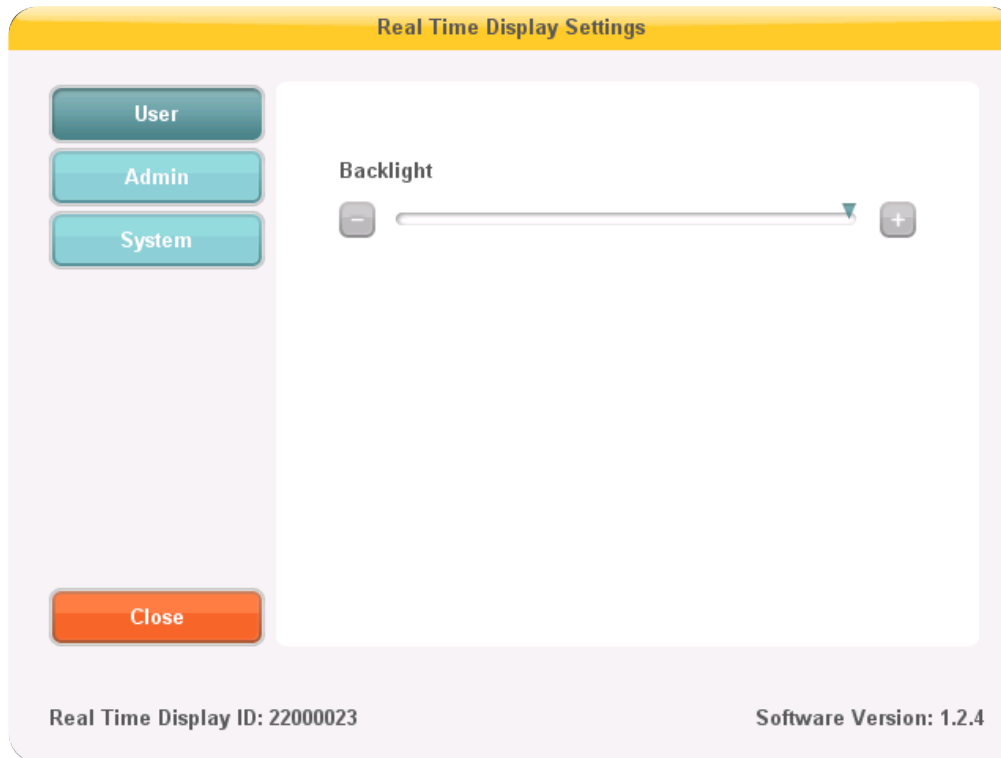 Real Time Display Settings
User
Admin
System
Backlight
−
+
Close
Real Time Display ID: 22000023
Software Version: 1.2.4